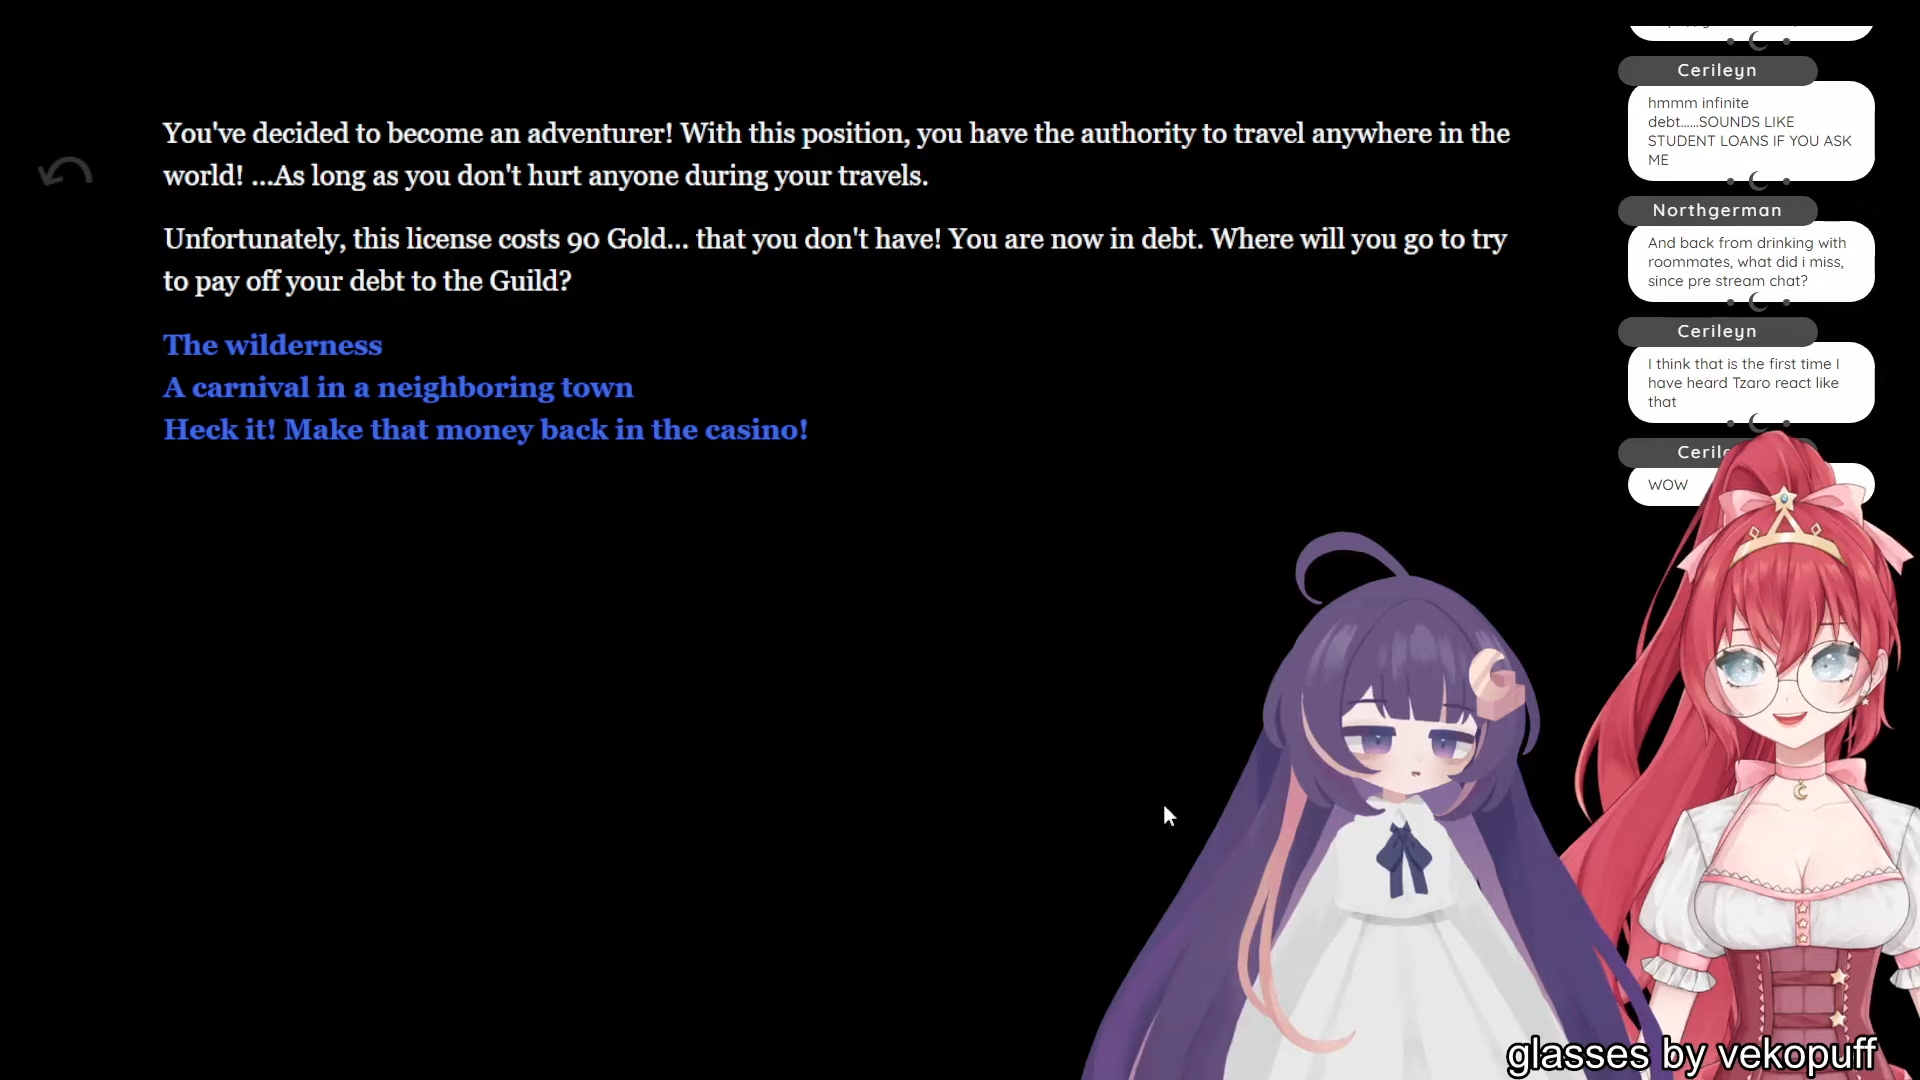 You've decided to become an adventurer! With this position, you have the authority to travel anywhere in the
world! ...As long as you don't hurt anyone during your travels.
Unfortunately, this license costs 90 Gold... that you don't have! You are now in debt. Where will you go to try
to pay off your debt to the Guild?
The wilderness
A carnival in a neighboring town
Heck it! Make that money back in the casino!
Cerileyn
hmmm infinite
debt......SOUNDS LIKE
STUDENT LOANS IF YOU ASK
ME
Northgerman
And back from drinking with
roommates, what did i miss,
since pre stream chat?
Cerileyn
I think that is the first time I
have heard Tzaro react like
that
WOW
glasses by vekopuff